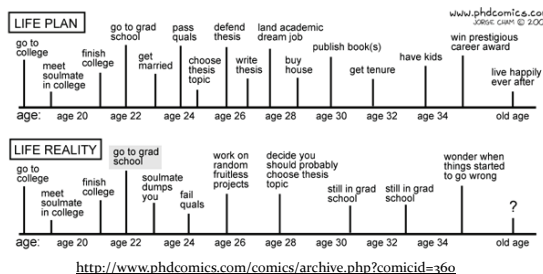 LIFE PLAN
www.phdcomics.com
JORGE CHAM © 200
go to
college
meet
soulmate
in college
finish
college
go to grad
school
get
married
pass
quals
choose
thesis
topic
defend
thesis
write
thesis
land academic
dream job
buy
house
publish book(s)
get tenure
have kids
win prestigious
career award
live happily
ever after
age: age 20 age 22 age 24 age 26 age 28 age 30 age 32 age 34 old age
LIFE REALITY
go to
college
meet
soulmate
in college
finish
college
go to grad
school
soulmate
dumps
you
fail
quals
work on
random
fruitless
projects
decide you
should probably
choose thesis
topic
still in grad
school
still in grad
school
wonder when
things started
to go wrong
?
age: age 20 age 22 age 24 age 26 age 28 age 30 age 32 age 34 old age
http://www.phdcomics.com/comics/archive.php?comicid=360